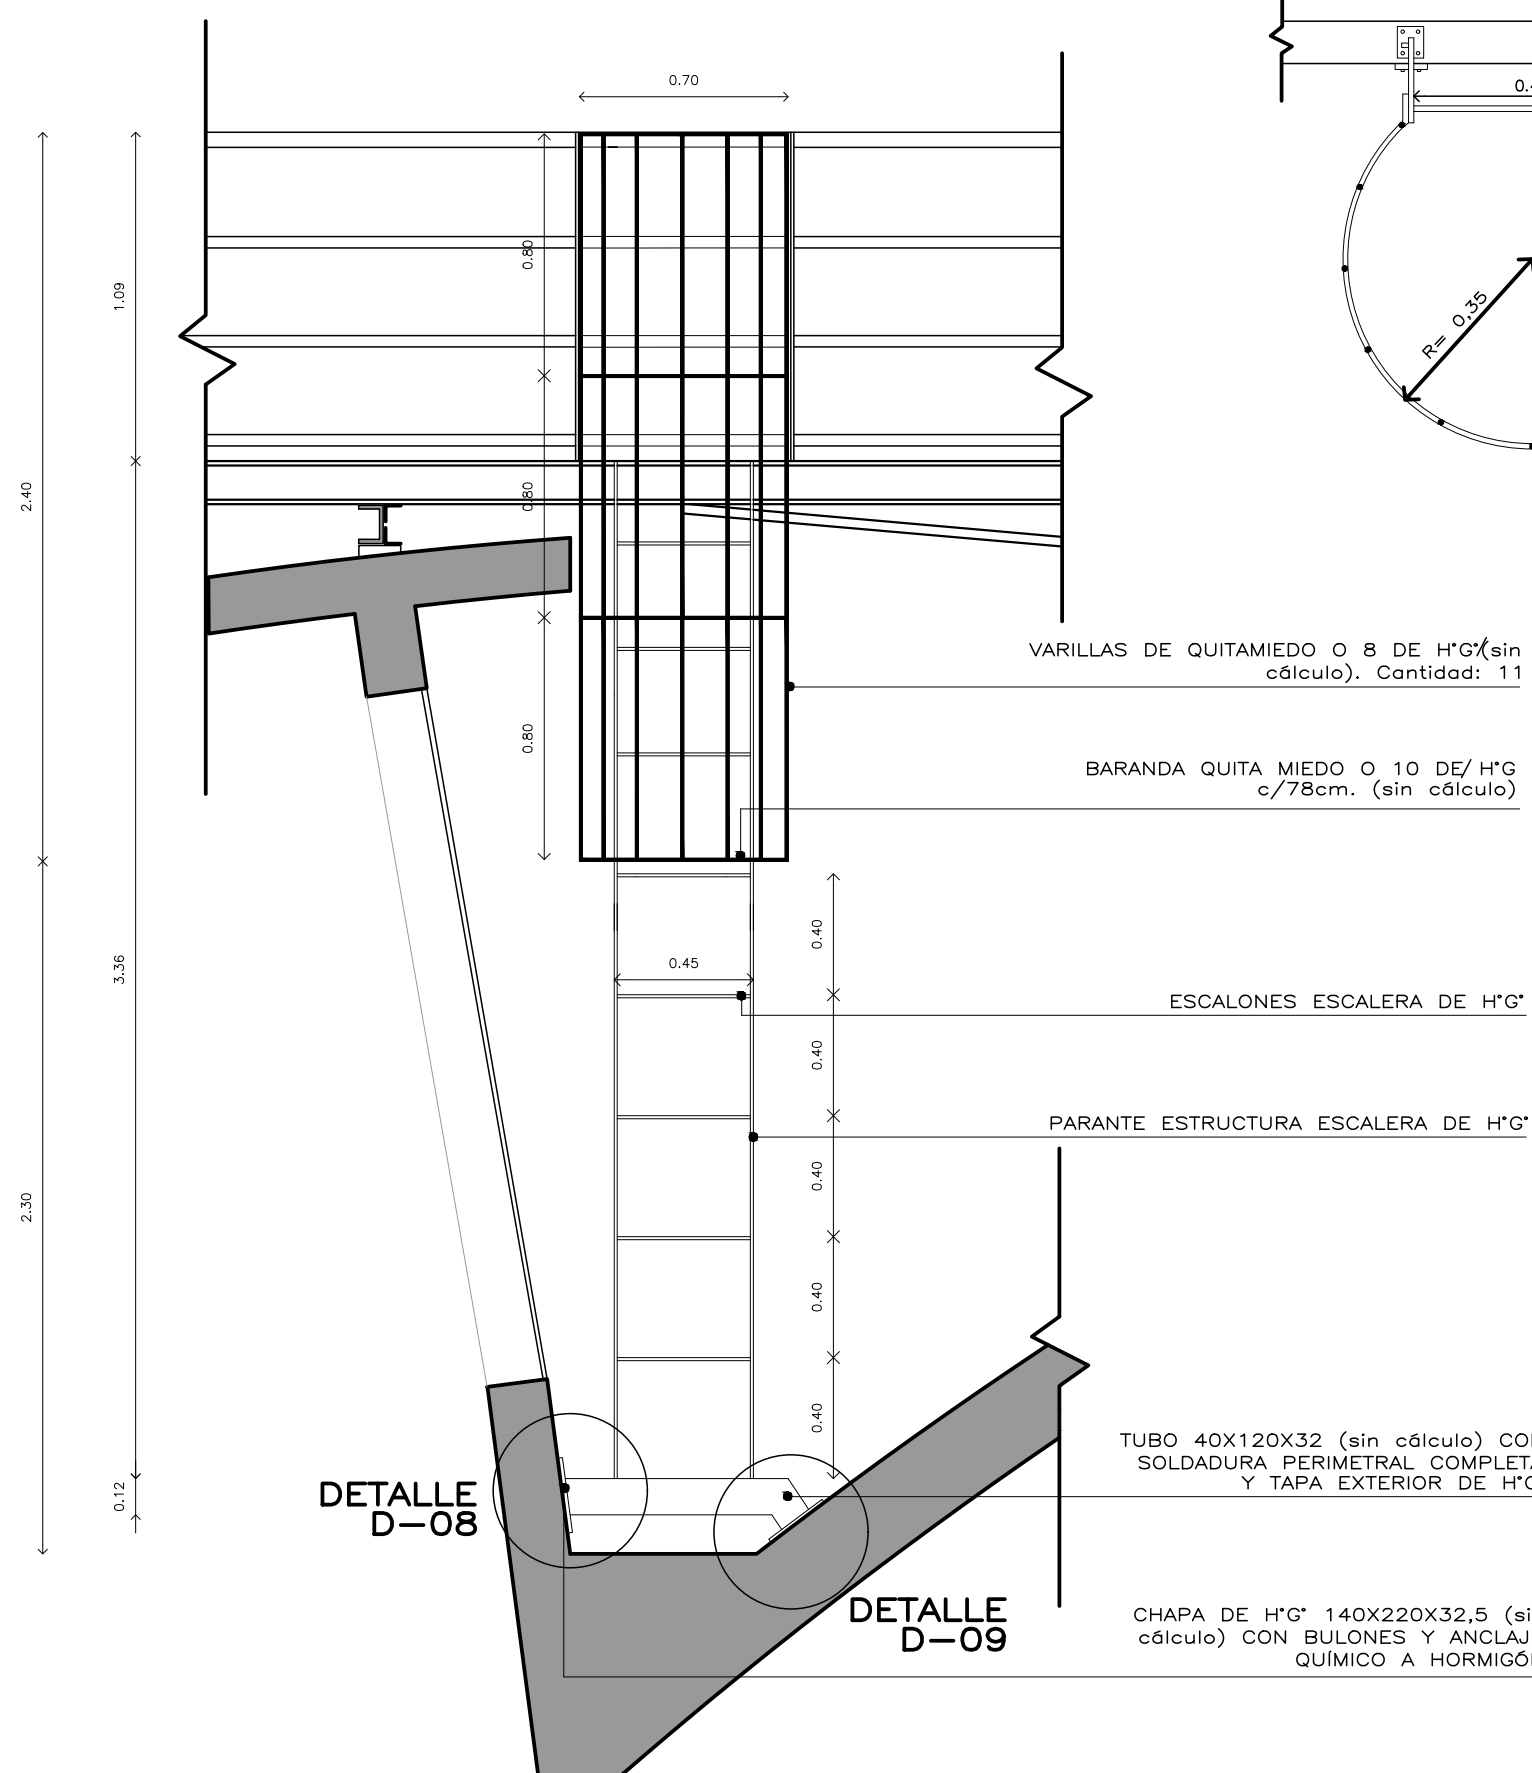 0.70
0.4
0.80
1.09
R= 0,35
2.40
0.80
VARILLAS DE QUITAMIEDO O 8 DE H°G°(sin
cálculo). Cantidad: 11
0.80
BARANDA QUITA MIEDO O 10 DE/ H°G
c/78cm. (sin cálculo)
0.40
0.45
3.36
ESCALONES ESCALERA DE H°G°
0.40
PARANTE ESTRUCTURA ESCALERA DE H°G°
0.40
2.30
0.40
0.40
TUBO 40X120X32 (sin cálculo) CO
SOLDADURA PERIMETRAL COMPLETA
Y TAPA EXTERIOR DE H°G
0.12
DETALLE
D-08
DETALLE
D-09
CHAPA DE H°G° 140X220X32,5 (si
cálculo) CON BULONES Y ANCLAJ
QUÍMICO A HORMIGÓ